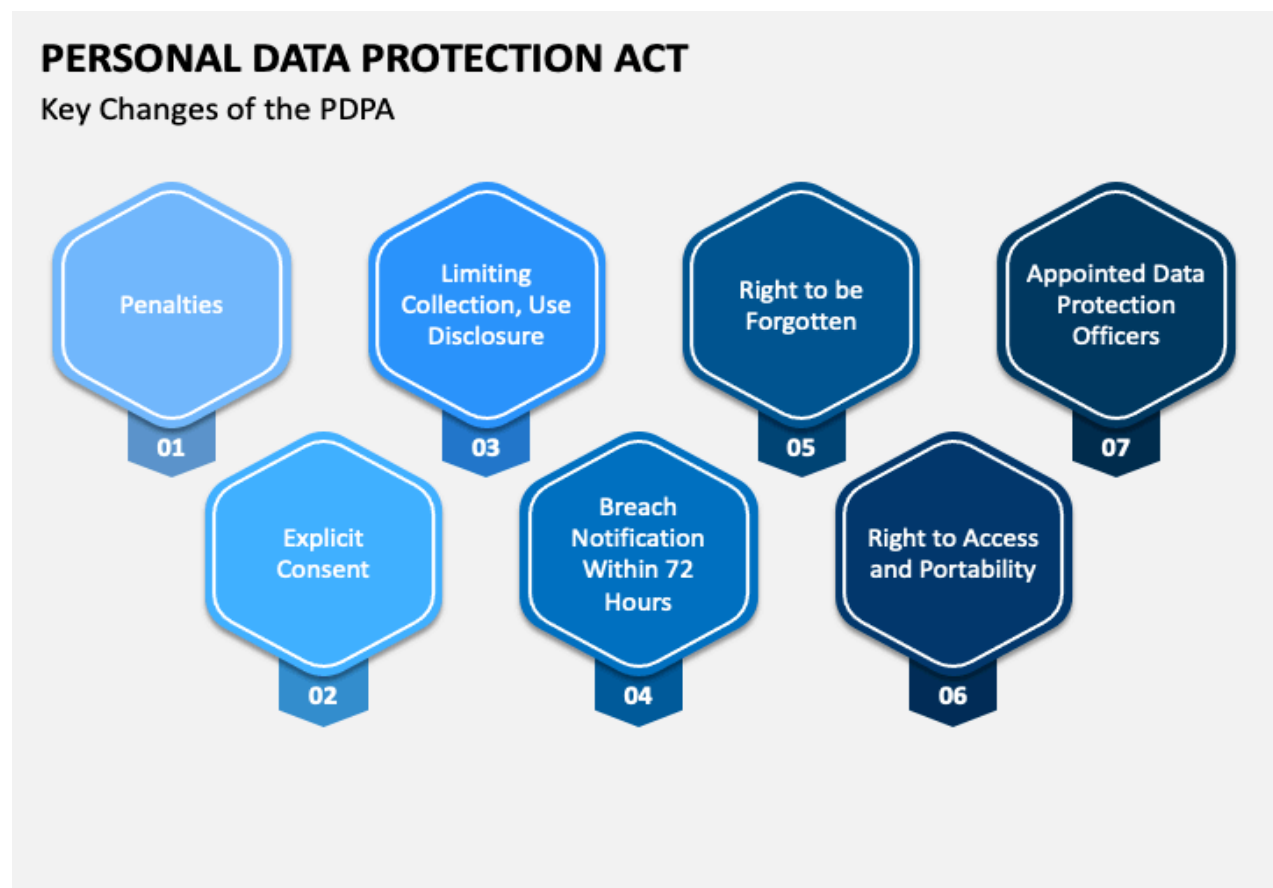 PERSONAL DATA PROTECTION ACT
Key Changes of the PDPA
Penalties
01
Explicit
Consent
02
Limiting
Collection, Use
Disclosure
03
Breach
Notification
Within 72
Hours
04
Right to be
Forgotten
05
Right to Access
and Portability
06
Appointed Data
Protection
Officers
07